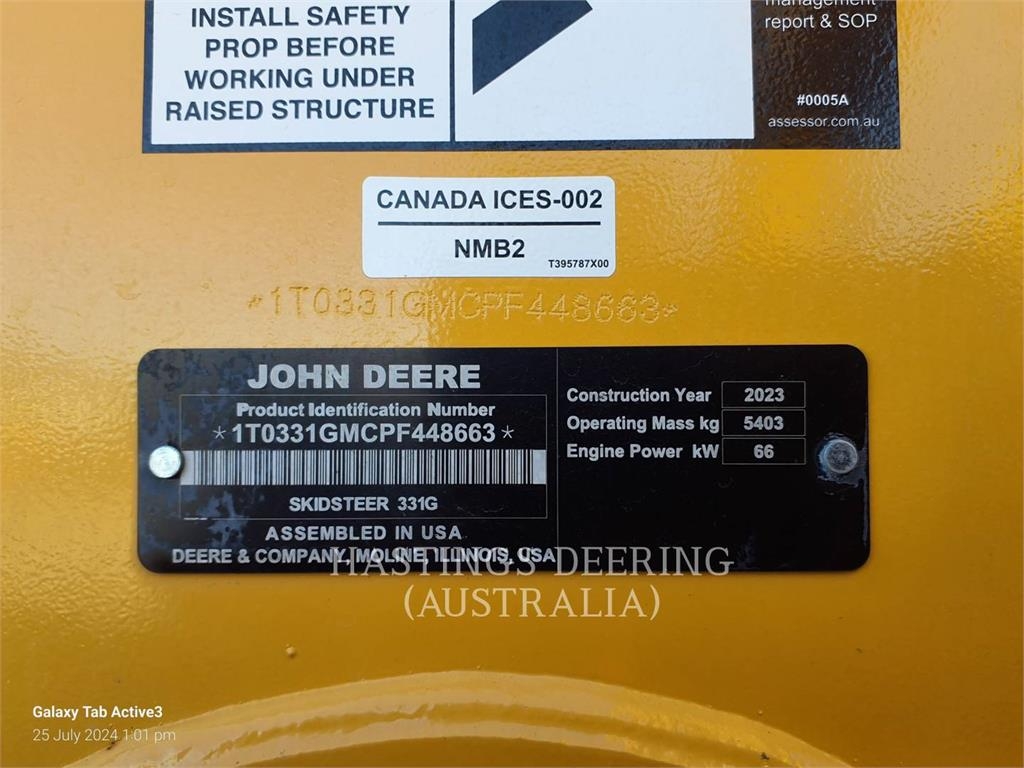 INSTALL SAFETY
PROP BEFORE
WORKING UNDER
RAISED STRUCTURE
management
report & SOP
#0005A
assessor.com.au
CANADA ICES-002
NMB2
T395787X00
*1T0331GMCPF448663*
JOHN DEERE
Product Identification Number
*1T0331GMCPF448663*
SKIDSTEER 331G
ASSEMBLED IN USA
DEERE & COMPANY, MOLINE, ILLINOIS, USA
Construction Year 2023
Operating Mass kg 5403
Engine Power kW 66
HASTINGS DEERING
(AUSTRALIA)
Galaxy Tab Active3
25 July 2024 1:01 pm